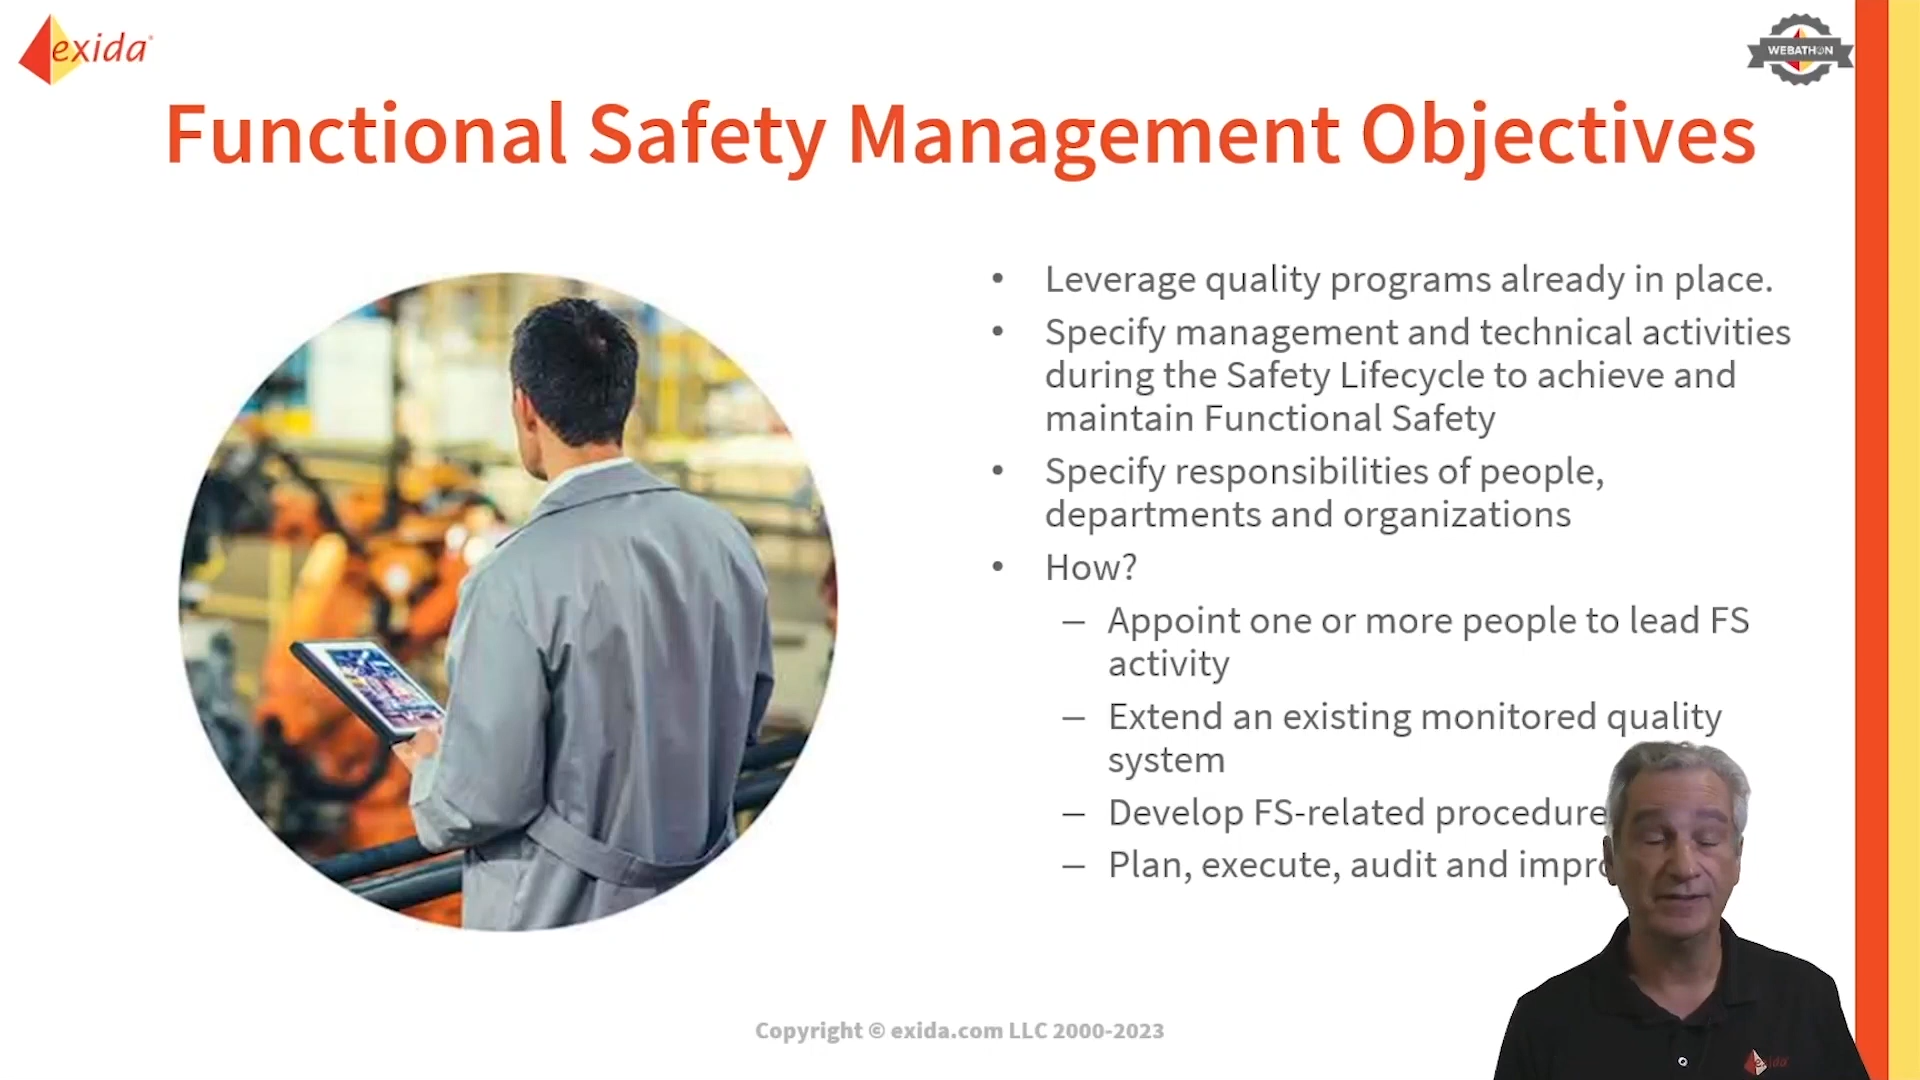 exida
WEBATHON
Functional Safety Management Objectives
• Leverage quality programs already in place.
• Specify management and technical activities
during the Safety Lifecycle to achieve and
maintain Functional Safety
• Specify responsibilities of people,
departments and organizations
• How?
– Appoint one or more people to lead FS
activity
– Extend an existing monitored quality
system
– Develop FS-related
– Plan, execute, audit and
Copyright © exida.com LLC 2000-2023
exida